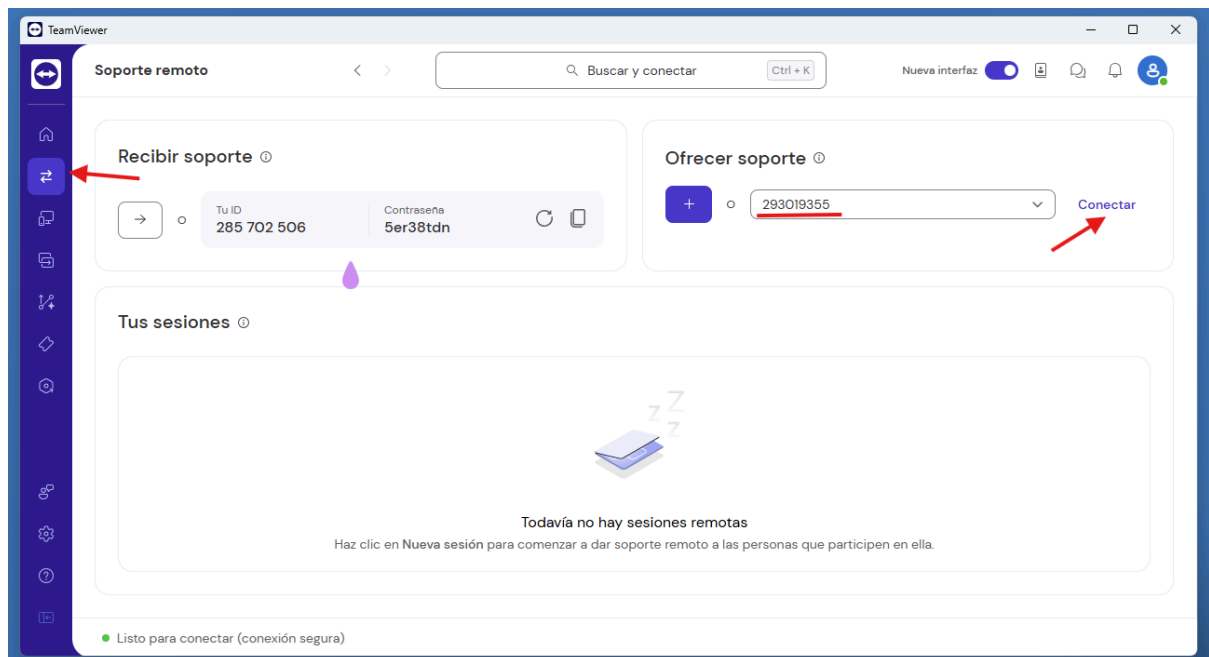 TeamViewer
Soporte remoto
Buscar y conectar
Ctrl + K
Nueva interfaz
Recibir soporte
Tu ID
285 702 506
Contraseña
5er38tdn
o
Ofrecer soporte
o
293019355
Conectar
Tus sesiones
Z Z Z
Todavía no hay sesiones remotas
Haz clic en Nueva sesión para comenzar a dar soporte remoto a las personas que participen en ella.
Listo para conectar (conexión segura)